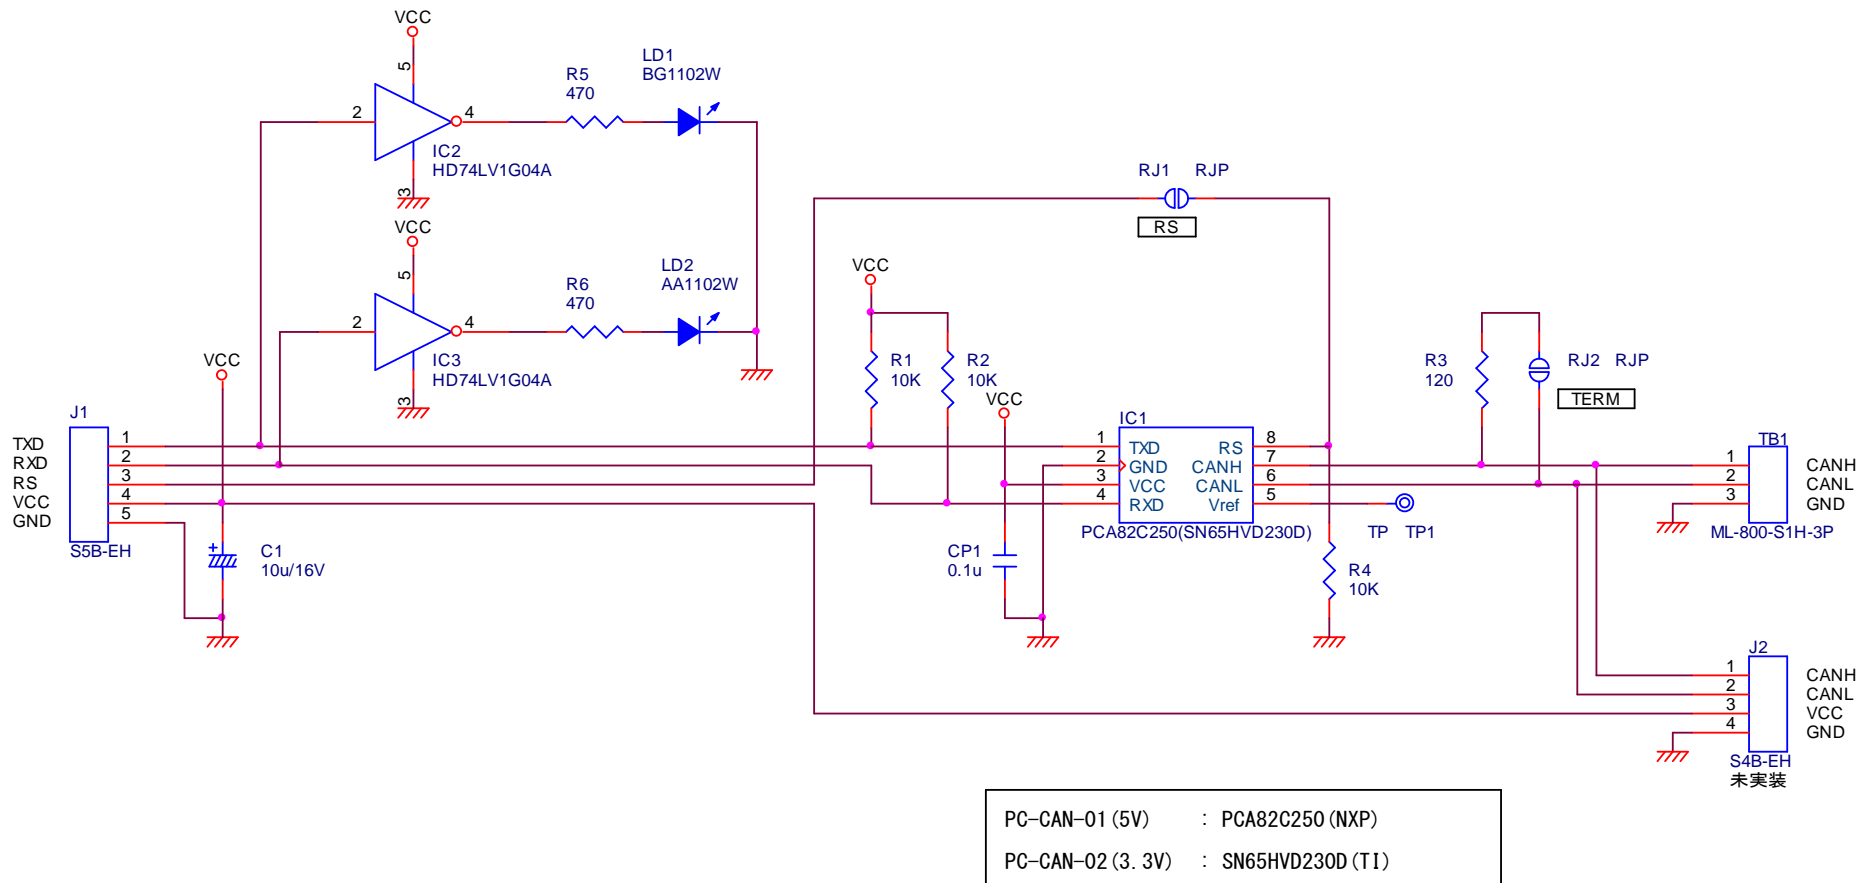 VCC
5
2
4
IC2
HD74LV1G04A
3
R5
470
LD1
BG1102W
VCC
5
2
4
IC3
HD74LV1G04A
3
R6
470
LD2
AA1102W
RJ1 RJP
RS
VCC
R1
10K
R2
10K
VCC
VCC
J1
TXD 1
RXD 2
RS 3
VCC 4
GND 5
S5B-EH
C1
+
10u/16V
CP1
0.1u
IC1
1 TXD RS 8
2 GND CANH 7
3 VCC CANL 6
4 RXD Vref 5
PCA82C250(SN65HVD230D)
TP TP1
R4
10K
R3
120
RJ2 RJP
TERM
TB1
1 CANH
2 CANL
3 GND
ML-800-S1H-3P
J2
1 CANH
2 CANL
3 VCC
4 GND
S4B-EH
未実装
PC-CAN-01(5V) : PCA82C250(NXP)
PC-CAN-02(3.3V) : SN65HVD230D(TI)